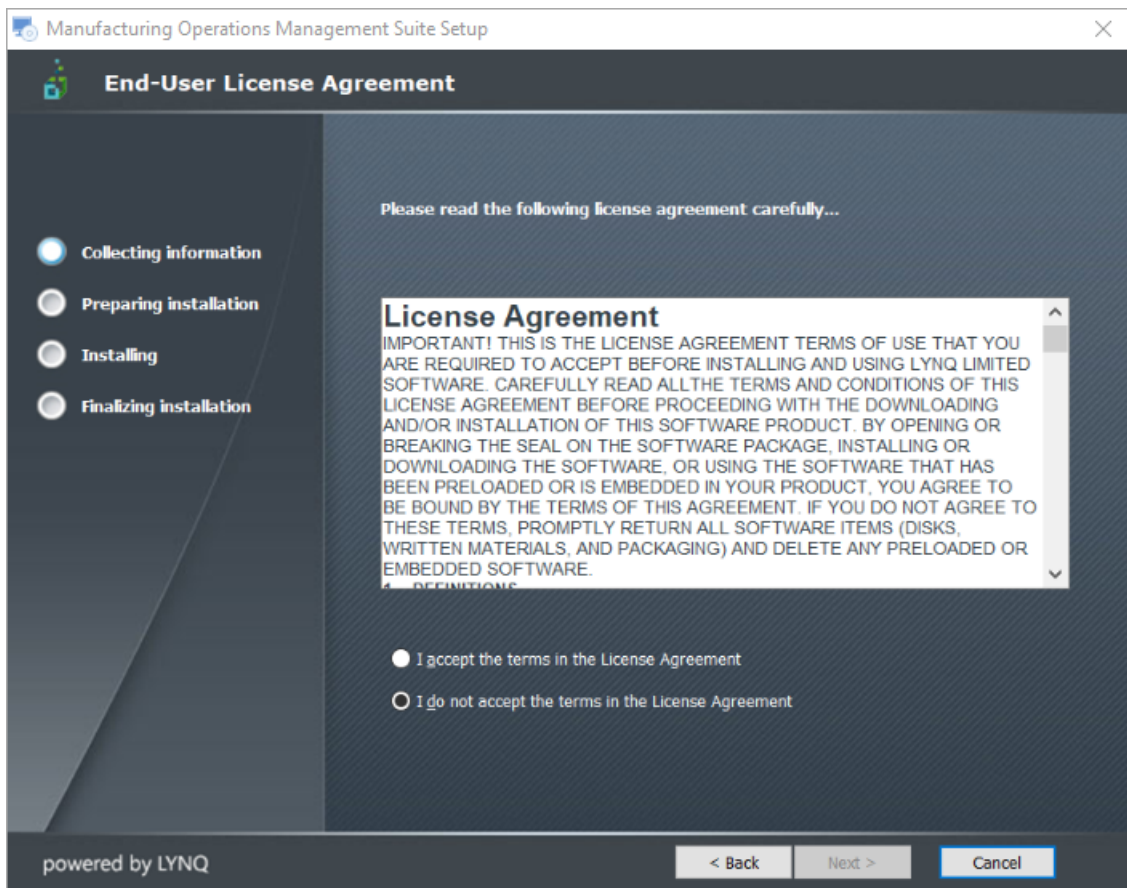 Manufacturing Operations Management Suite Setup
End-User License Agreement
Collecting information
Preparing installation
Installing
Finalizing installation
Please read the following license agreement carefully...
License Agreement
IMPORTANT! THIS IS THE LICENSE AGREEMENT TERMS OF USE THAT YOU
ARE REQUIRED TO ACCEPT BEFORE INSTALLING AND USING LYNQ LIMITED
SOFTWARE. CAREFULLY READ ALLTHE TERMS AND CONDITIONS OF THIS
LICENSE AGREEMENT BEFORE PROCEEDING WITH THE DOWNLOADING
AND/OR INSTALLATION OF THIS SOFTWARE PRODUCT. BY OPENING OR
BREAKING THE SEAL ON THE SOFTWARE PACKAGE, INSTALLING OR
DOWNLOADING THE SOFTWARE, OR USING THE SOFTWARE THAT HAS
BEEN PRELOADED OR IS EMBEDDED IN YOUR PRODUCT, YOU AGREE TO
BE BOUND BY THE TERMS OF THIS AGREEMENT. IF YOU DO NOT AGREE TO
THESE TERMS, PROMPTLY RETURN ALL SOFTWARE ITEMS (DISKS,
WRITTEN MATERIALS, AND PACKAGING) AND DELETE ANY PRELOADED OR
EMBEDDED SOFTWARE.
1. DEFINITIONS
I accept the terms in the License Agreement
I do not accept the terms in the License Agreement
powered by LYNQ
< Back
Next >
Cancel